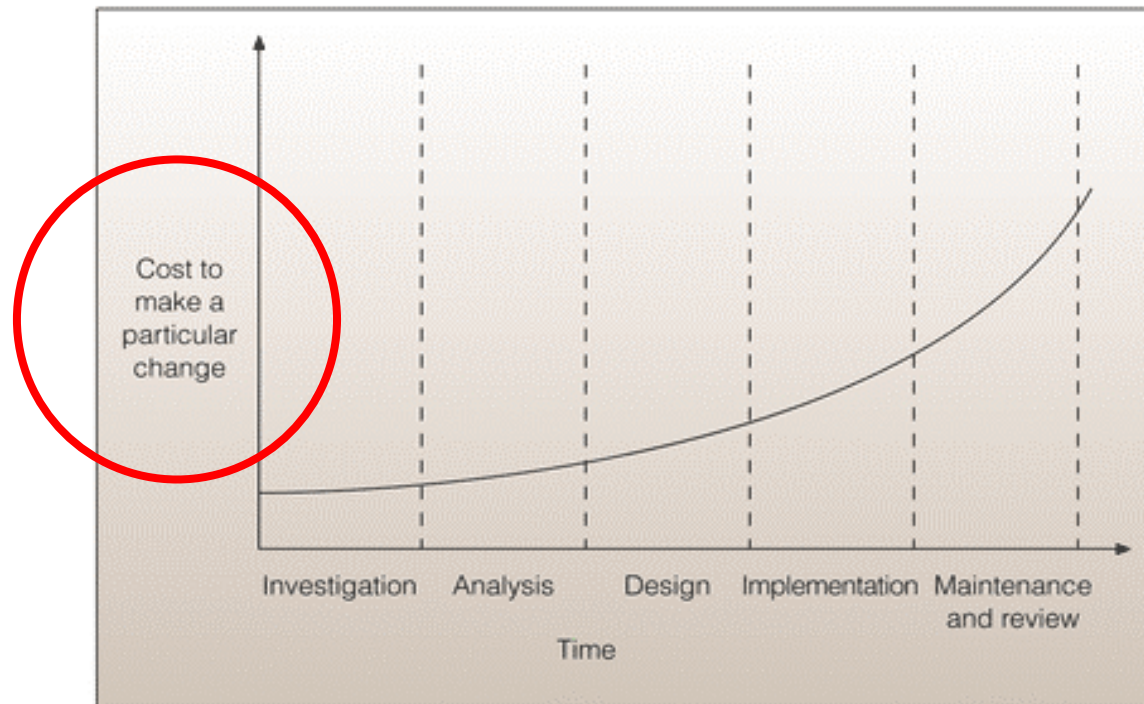 Cost to
make a
particular
change
Investigation Analysis Design Implementation Maintenance
and review
Time